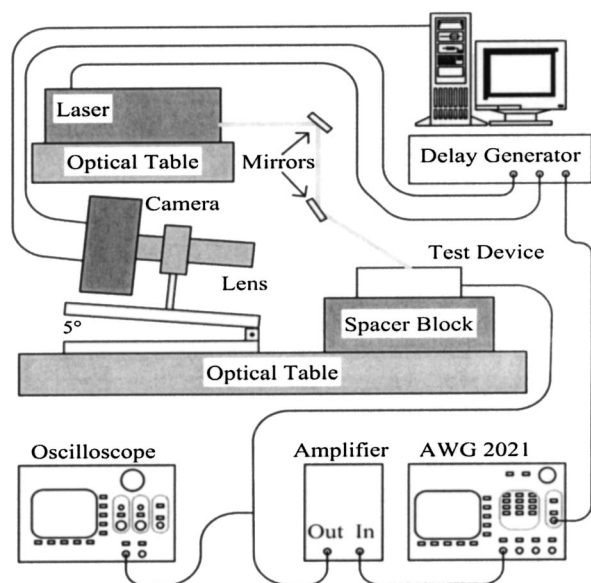 Laser
Optical Table
Mirrors
Delay Generator
Camera
Lens
Test Device
5°
Spacer Block
Optical Table
Oscilloscope
Amplifier
AWG 2021
Out In